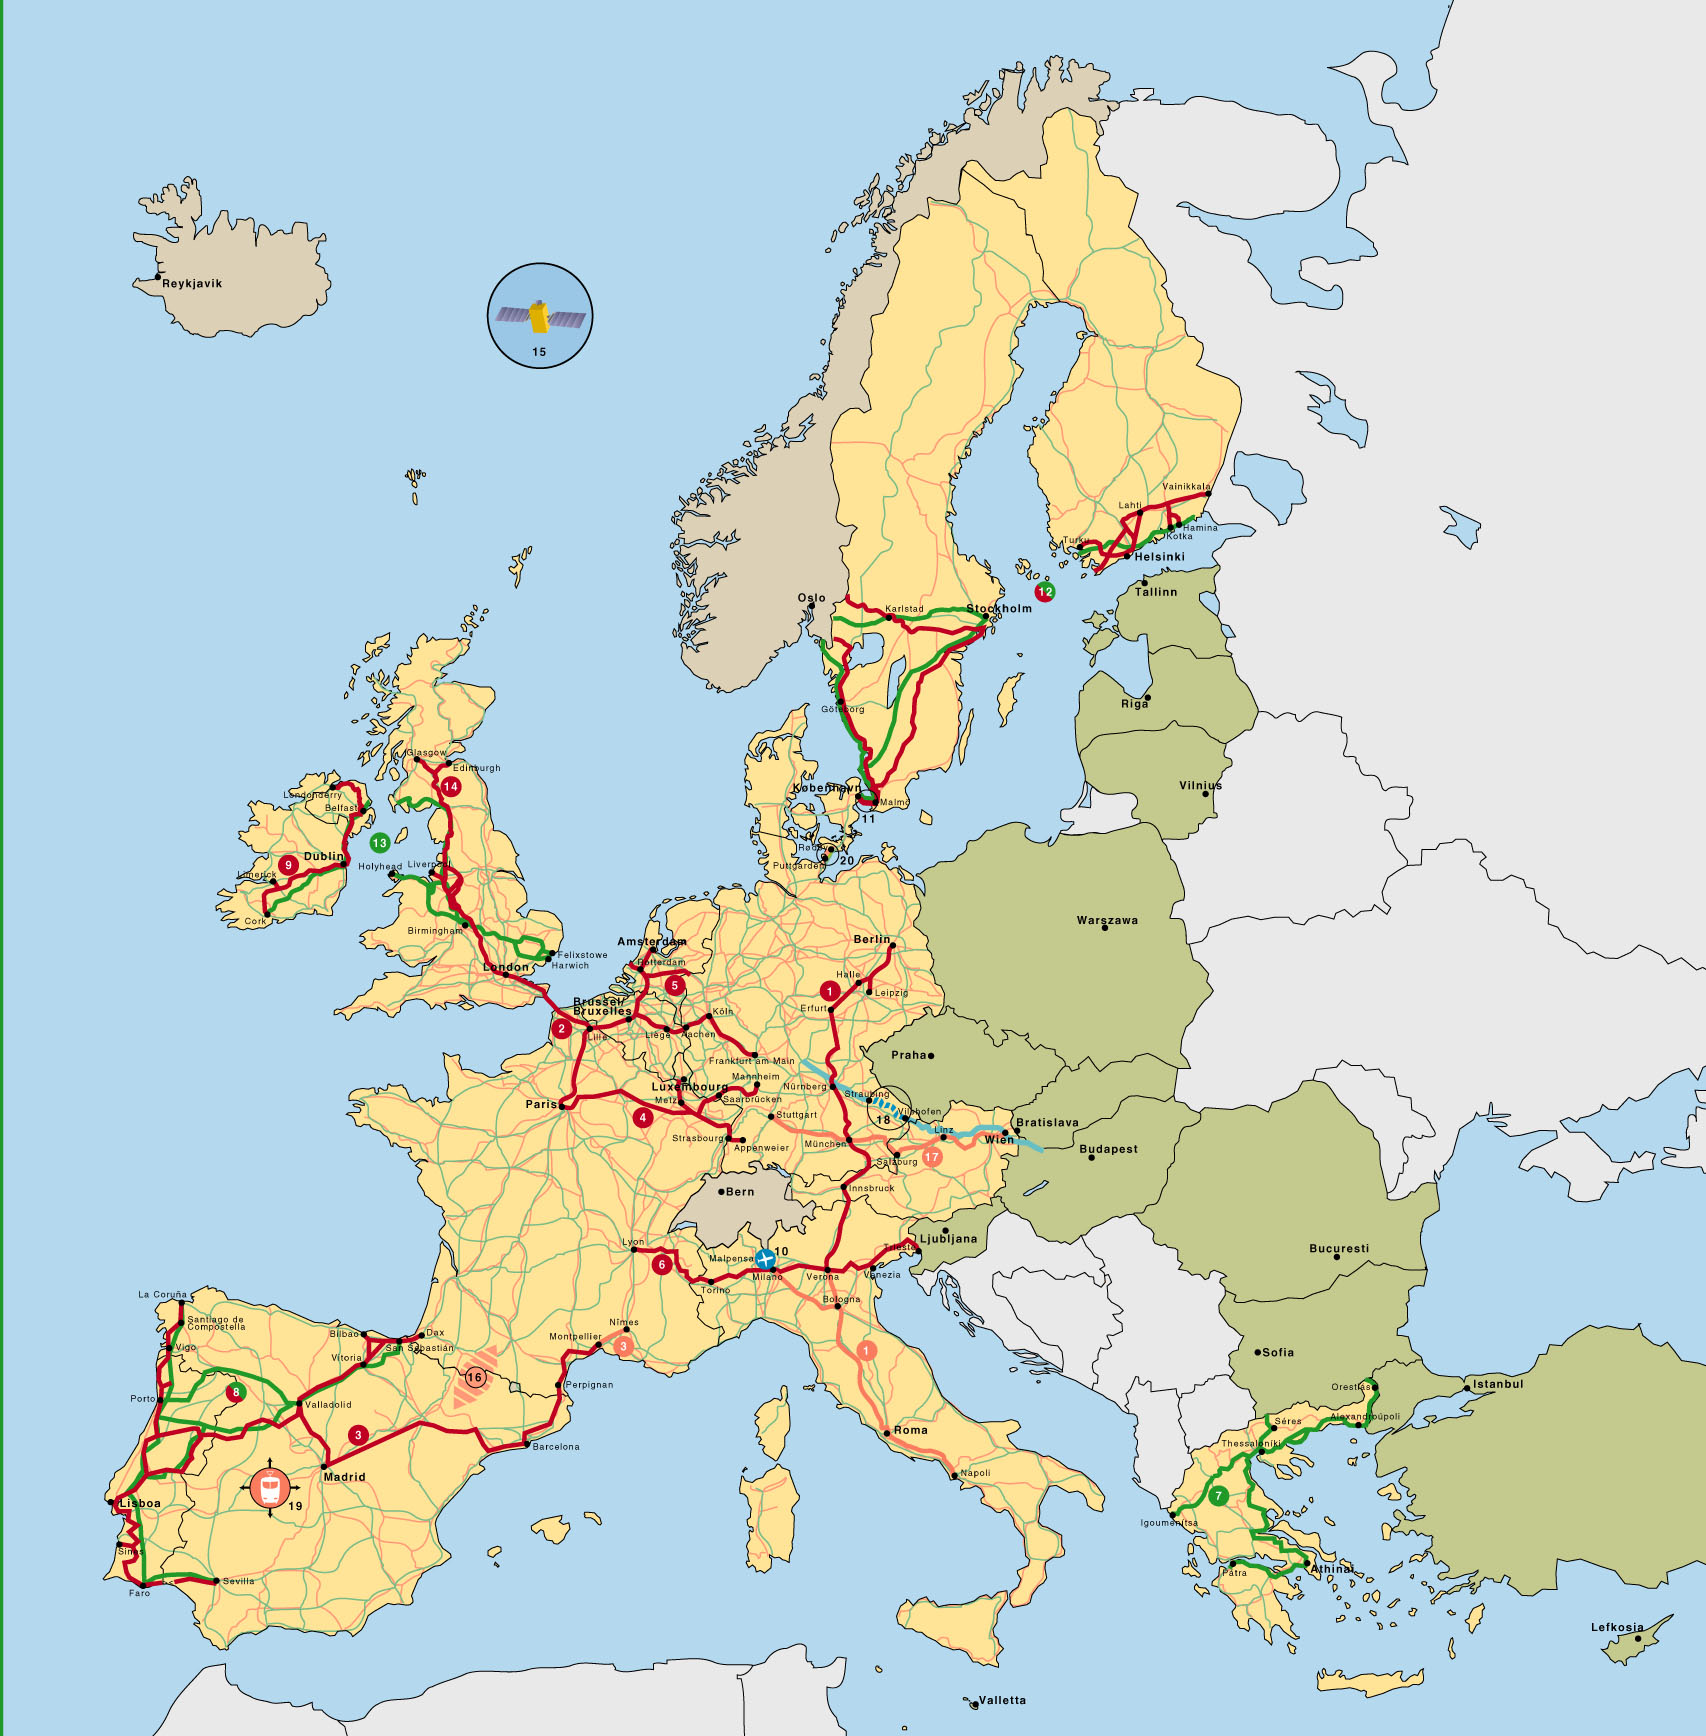 Reykjavik
15
Vainikkala
Lahti
Hamina
Kotka
Turku
Helsinki
12
Tallinn
Oslo
Karlstad
Stockholm
Göteborg
Riga
Vilnius
København
Malmö
11
Rødby
20
Puttgarden
Glasgow
Edinburgh
14
Londonderry
Belfast
13
Dublin
9
Holyhead
Liverpool
Limerick
Cork
Birmingham
Felixstowe
Harwich
London
Amsterdam
Rotterdam
5
Brussel/
Bruxelles
2
Lille
Liège
Aachen
Köln
Berlin
Halle
1
Leipzig
Erfurt
Warszawa
Praha
Frankfurt am Main
Mannheim
Luxembourg
Metz
Saarbrücken
Paris
4
Nürnberg
Straubing
Vilshofen
18
Stuttgart
Strasbourg
Appenweier
München
Linz
Wien
Bratislava
Salzburg
17
Budapest
Bern
Innsbruck
Lyon
6
Malpensa
10
Milano
Torino
Verona
Venezia
Trieste
Ljubljana
Bologna
Bucuresti
La Coruña
Santiago de
Compostella
Vigo
Bilbao
Dax
San Sebastián
Vitoria
Nîmes
Montpellier
3
1
16
Perpignan
Porto
8
Valladolid
3
Barcelona
Madrid
19
Lisboa
Sines
Faro
Sevilla
Roma
Napoli
Sofia
Orestiás
Istanbul
Séres
Alexandroúpoli
Thessaloníki
7
Igoumenítsa
Pátra
Athinai
Lefkosia
Valletta